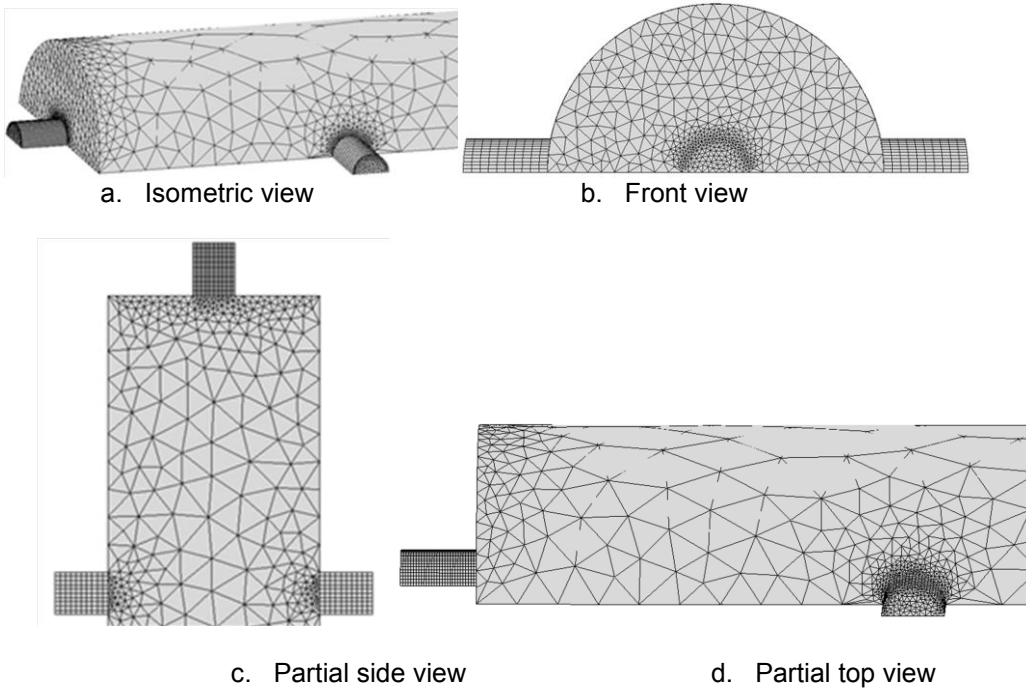 a. Isometric view
b. Front view
c. Partial side view
d. Partial top view